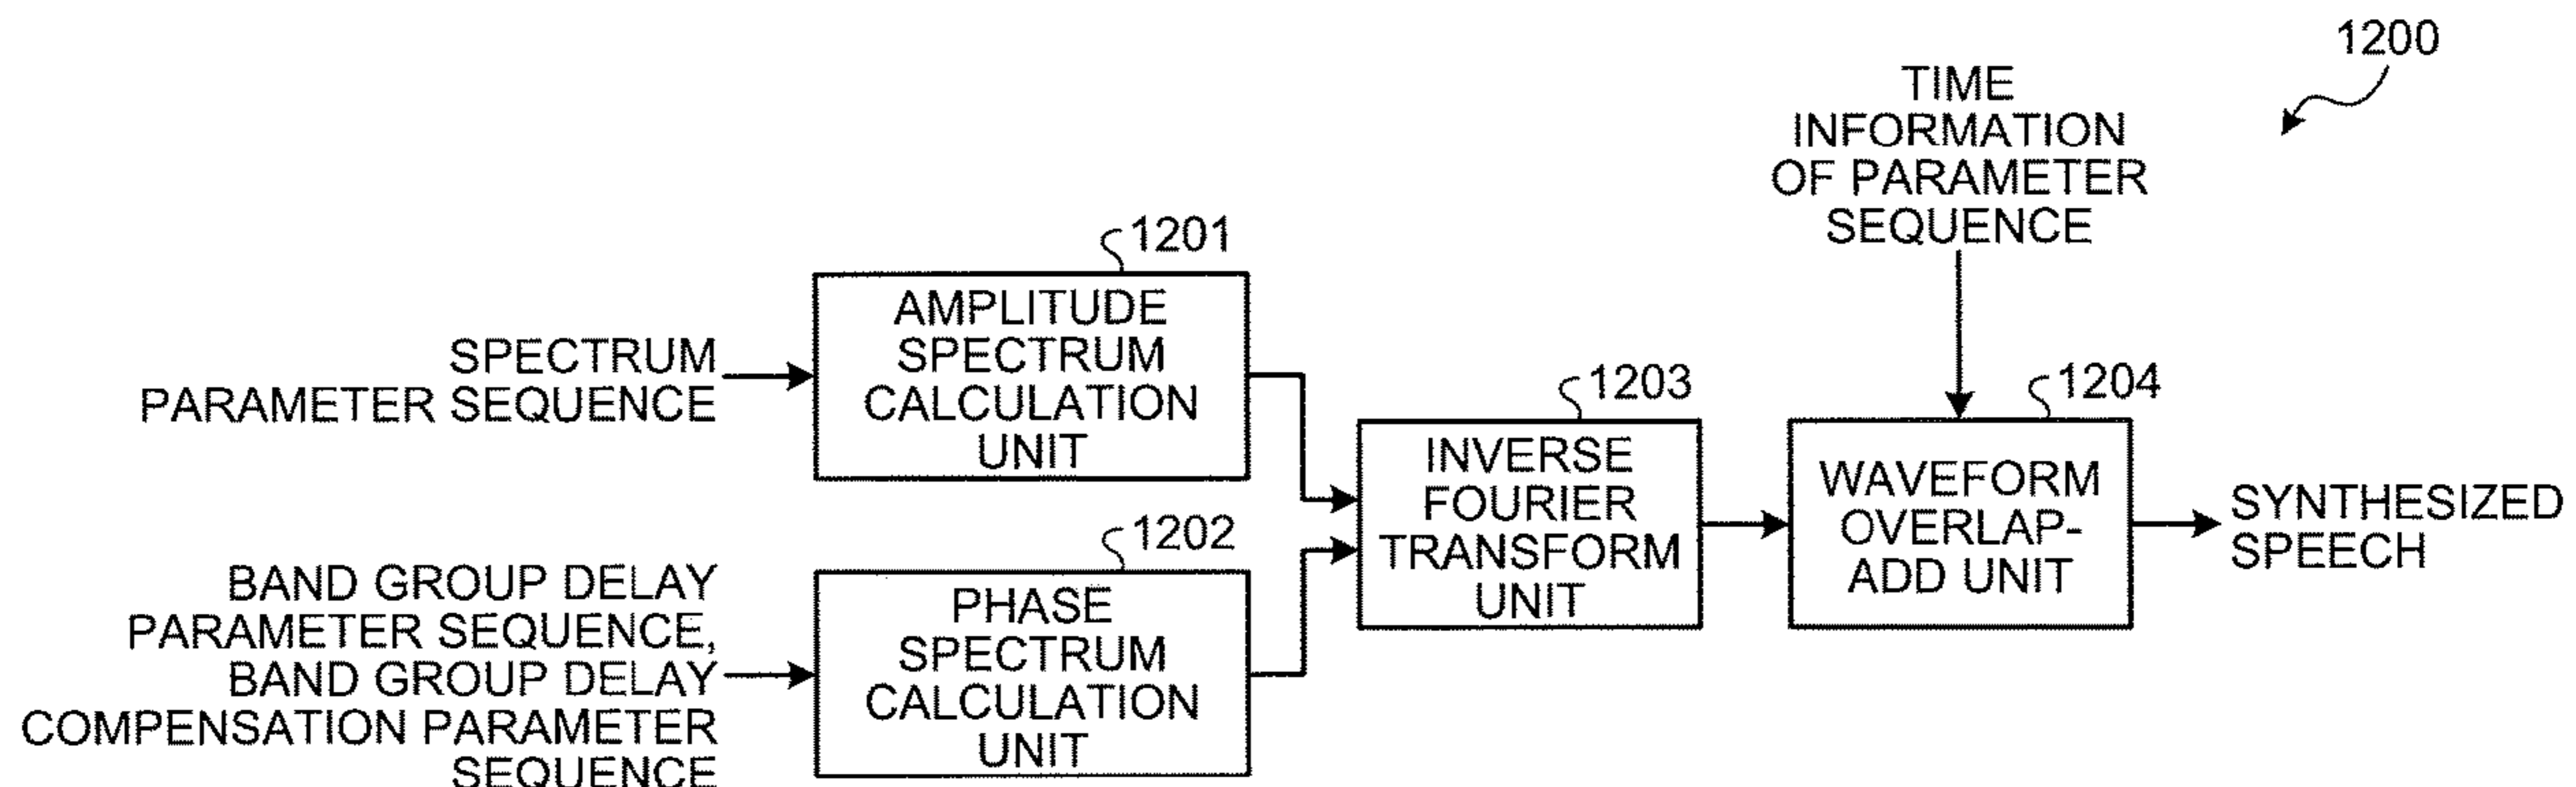 1200
TIME
INFORMATION
OF PARAMETER
SEQUENCE
1201
AMPLITUDE
SPECTRUM
CALCULATION
UNIT
SPECTRUM
PARAMETER SEQUENCE
1203
INVERSE
FOURIER
TRANSFORM
UNIT
1204
WAVEFORM
OVERLAP-
ADD UNIT
SYNTHESIZED
SPEECH
1202
PHASE
SPECTRUM
CALCULATION
UNIT
BAND GROUP DELAY
PARAMETER SEQUENCE,
BAND GROUP DELAY
COMPENSATION PARAMETER
SEQUENCE